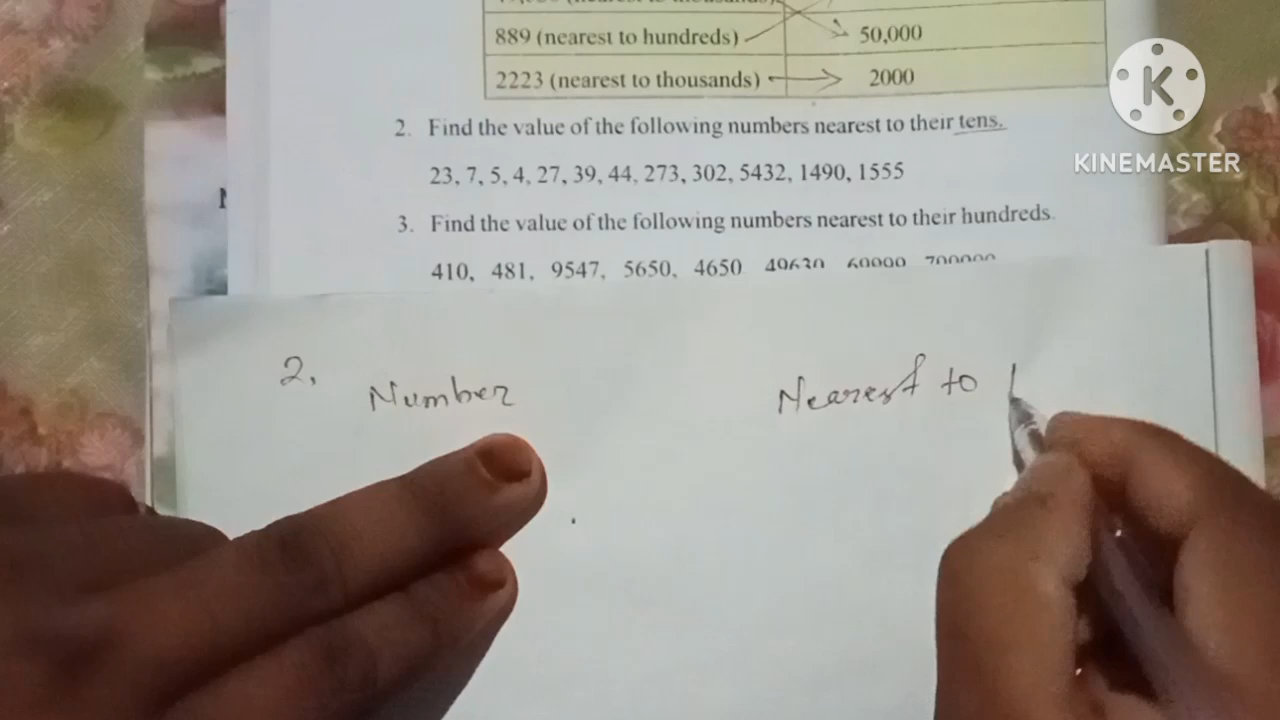 889 (nearest to hundreds) 50,000
2223 (nearest to thousands) 2000
K
KINEMASTER
2. Find the value of the following numbers nearest to their tens.
23, 7, 5, 4, 27, 39, 44, 273, 302, 5432, 1490, 1555
3. Find the value of the following numbers nearest to their hundreds.
410, 481, 9547, 5650, 4650
2, Number Nearest to